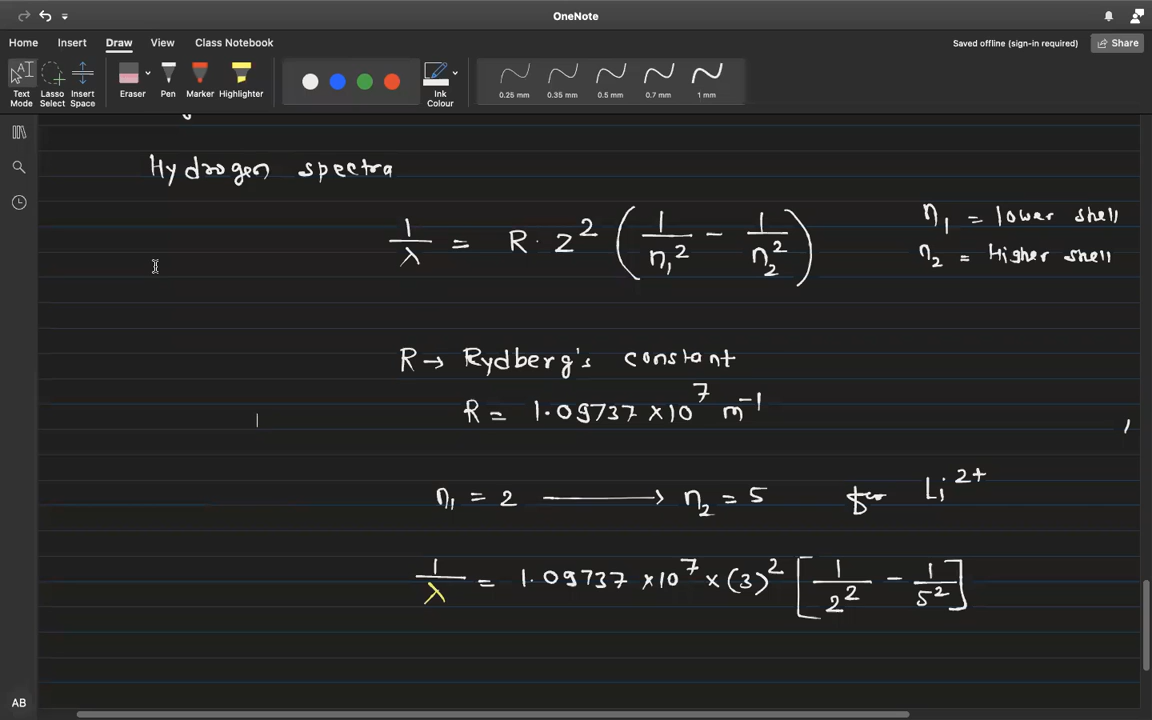 OneNote
Home Insert Draw View Class Notebook
Saved offline (sign-in required) Share
Text Mode
Lasso Select
Insert Space
Eraser
Pen
Marker
Highlighter
Ink Colour
0.25 mm 0.35 mm 0.5 mm 0.7 mm 1 mm
Hydrogen spectra
1/λ = R · Z² (1/n₁² − 1/n₂²)
n₁ = lower shell
n₂ = Higher shell
R → Rydberg's constant
R = 1.09737 × 10⁷ m⁻¹
n₁ = 2 ⟶ n₂ = 5 for Li²⁺
1/λ = 1.09737 × 10⁷ × (3)² [1/2² − 1/5²]
AB